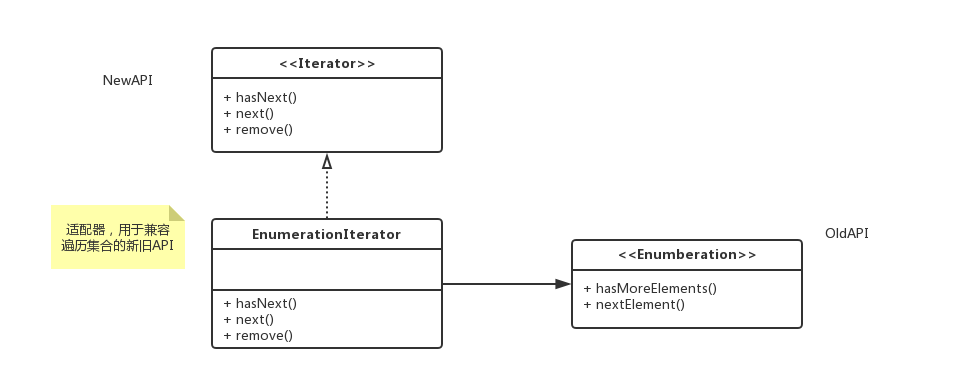 <<Iterator>>
NewAPI
+ hasNext()
+ next()
+ remove()
适配器，用于兼容
遍历集合的新旧API
EnumerationIterator
+ hasNext()
+ next()
+ remove()
OldAPI
<<Enumberation>>
+ hasMoreElements()
+ nextElement()